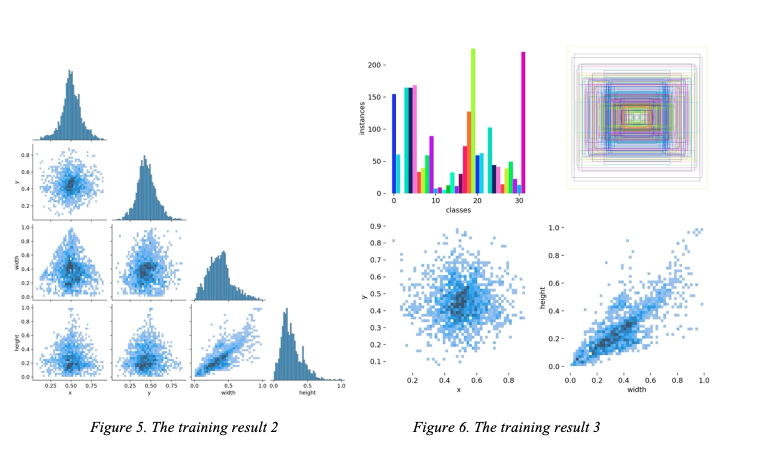 200
150
100
50
0
instances
0 10 20 30
classes
y
0.8
0.6
0.4
0.2
width
1.0
0.8
0.6
0.4
0.2
0.0
height
1.0
0.8
0.6
0.4
0.2
0.0
0.25 0.50 0.75
x
0.25 0.50 0.75
y
0.0 0.5 1.0
width
0.0 0.5 1.0
height
y
0.9
0.8
0.7
0.6
0.5
0.4
0.3
0.2
0.1
0.2 0.4 0.6 0.8
x
height
1.0
0.8
0.6
0.4
0.2
0.0
0.0 0.2 0.4 0.6 0.8 1.0
width
Figure 5. The training result 2
Figure 6. The training result 3